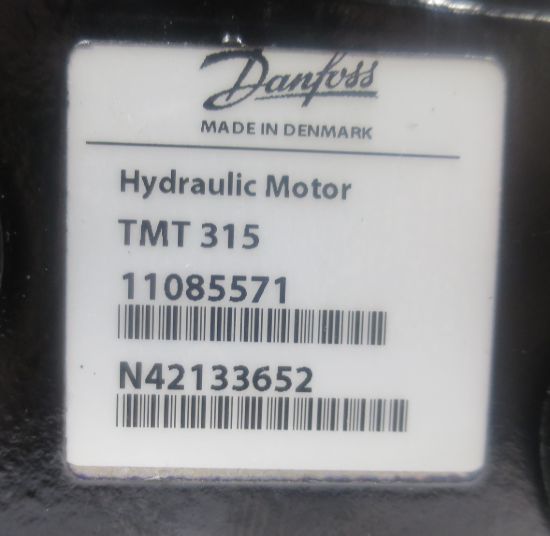 Danfoss
MADE IN DENMARK
Hydraulic Motor
TMT 315
11085571
N42133652